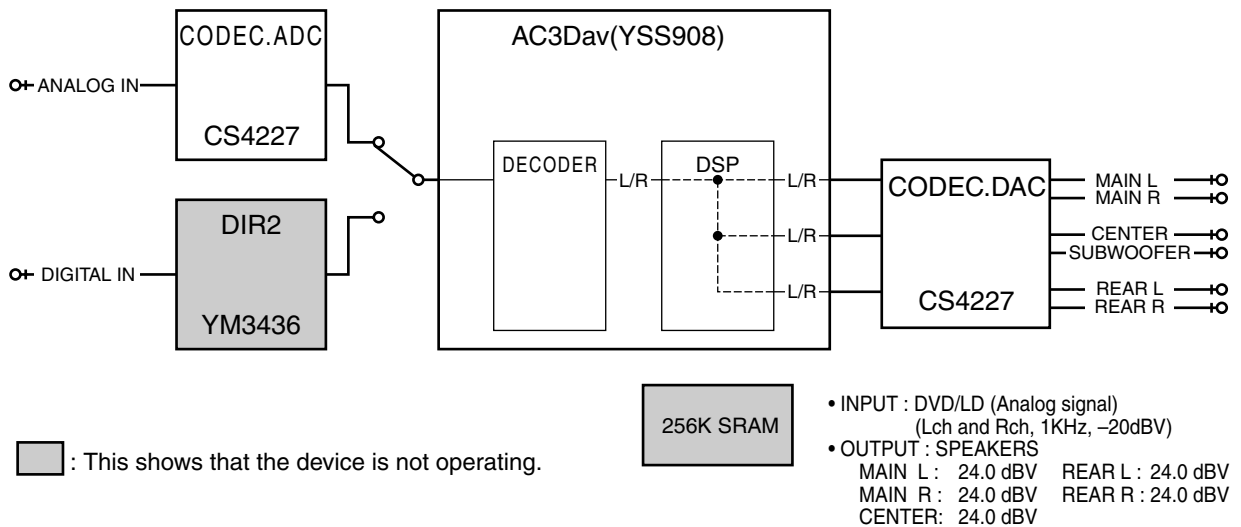 CODEC.ADC
CS4227
ANALOG IN
DIR2
YM3436
DIGITAL IN
AC3Dav(YSS908)
DECODER
L/R
DSP
L/R
L/R
L/R
CODEC.DAC
CS4227
MAIN L
MAIN R
CENTER
SUBWOOFER
REAR L
REAR R
: This shows that the device is not operating.
256K SRAM
• INPUT : DVD/LD (Analog signal)
(Lch and Rch, 1KHz, –20dBV)
• OUTPUT : SPEAKERS
MAIN L : 24.0 dBV REAR L : 24.0 dBV
MAIN R : 24.0 dBV REAR R : 24.0 dBV
CENTER: 24.0 dBV